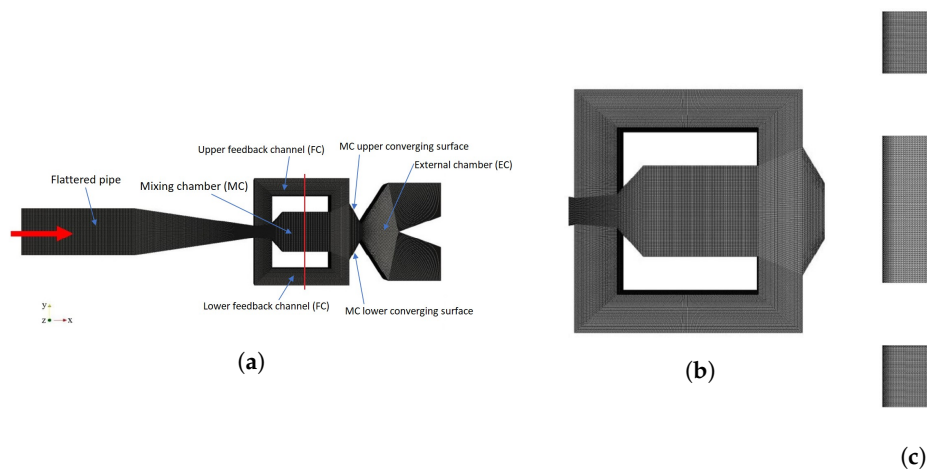 Upper feedback channel (FC)
MC upper converging surface
External chamber (EC)
Flattered pipe
Mixing chamber (MC)
Lower feedback channel (FC)
MC lower converging surface
y
z
x
(a)
(b)
(c)